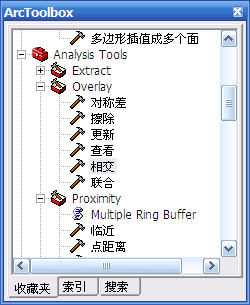 ArcToolbox
多边形插值成多个面
Analysis Tools
Extract
Overlay
对称差
擦除
更新
查看
相交
联合
Proximity
Multiple Ring Buffer
临近
点距离
收藏夹 索引 搜索